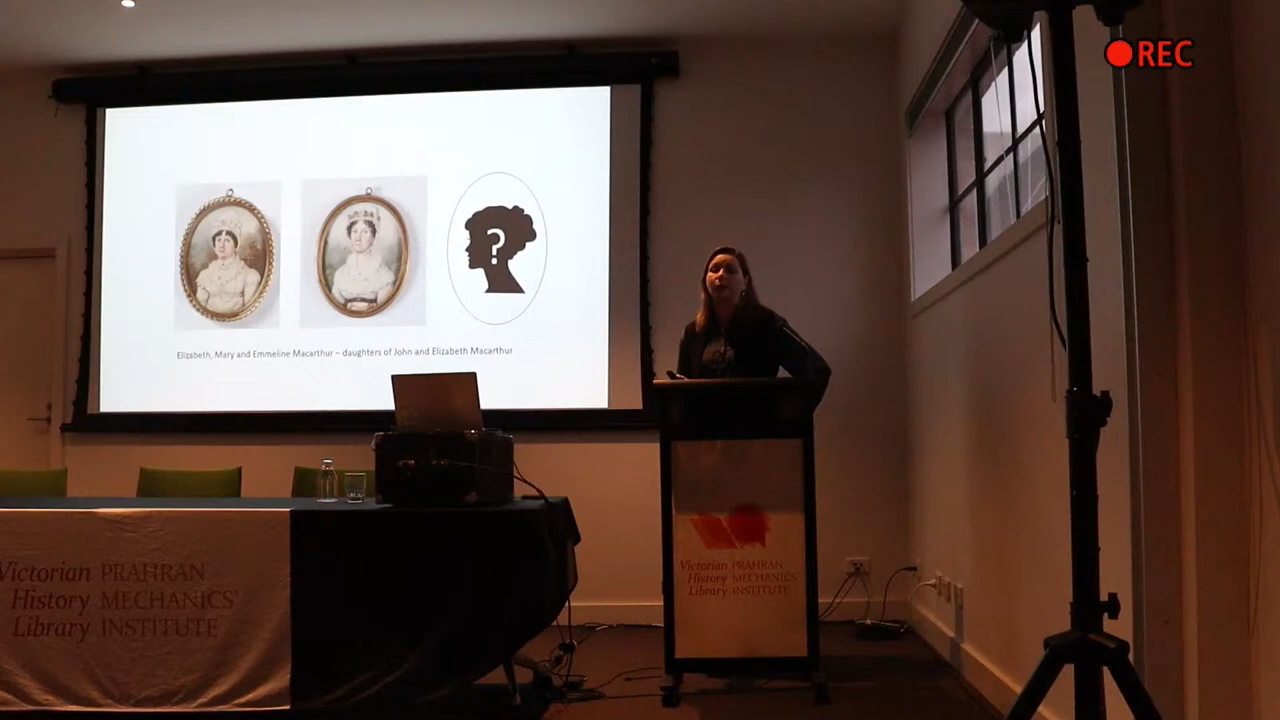 REC
?
Elizabeth, Mary and Emmeline Macarthur – daughters of John and Elizabeth Macarthur
Victorian PRAHRAN
History MECHANICS'
Library INSTITUTE
Victorian PRAHRAN
History MECHANICS'
Library INSTITUTE